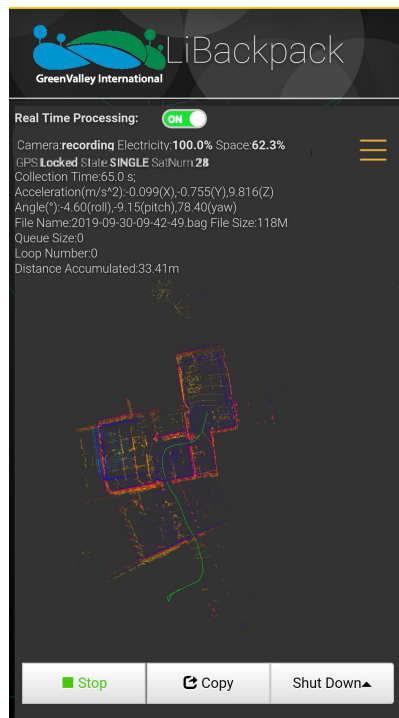 LiBackpack
GreenValley International
Real Time Processing: ON
Camera:recording Electricity:100.0% Space:62.3%
GPS:Locked State:SINGLE SatNum:28
Collection Time:65.0 s;
Acceleration(m/s^2):-0.099(X),-0.755(Y),9.816(Z)
Angle(°):-4.60(roll),-9.15(pitch),78.40(yaw)
File Name:2019-09-30-09-42-49.bag File Size:118M
Queue Size:0
Loop Number:0
Distance Accumulated:33.41m
Stop Copy Shut Down